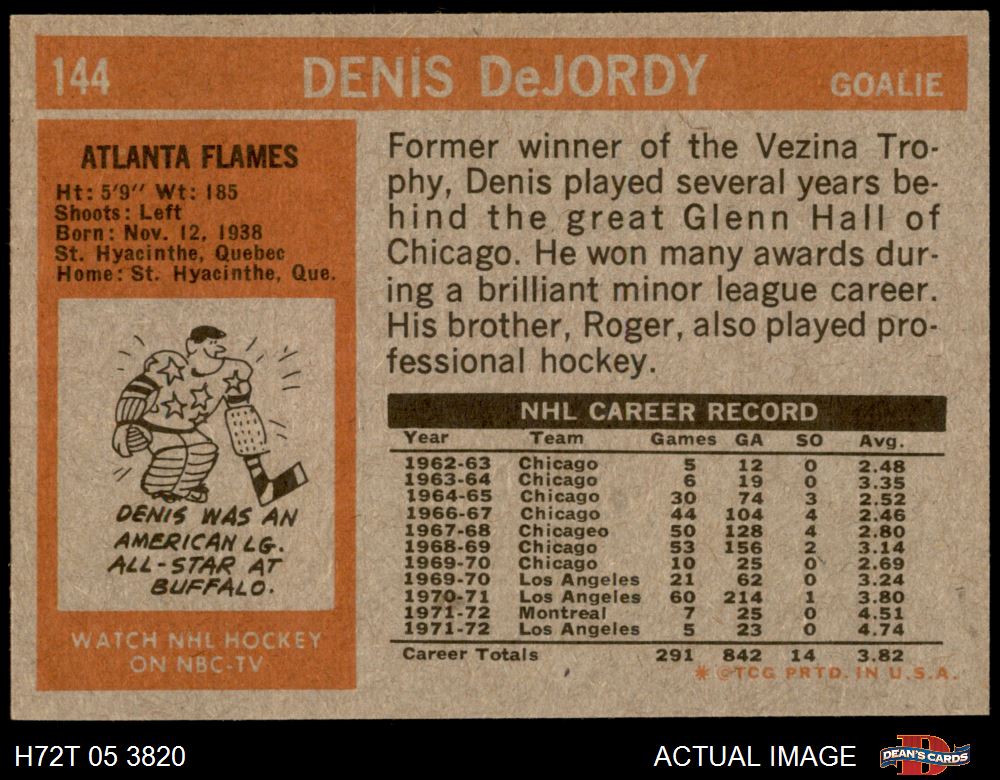 144 DENIS DeJORDY GOALIE
ATLANTA FLAMES
Ht: 5'9" Wt: 185
Shoots: Left
Born: Nov. 12, 1938
St. Hyacinthe, Quebec
Home: St. Hyacinthe, Que.
DENIS WAS AN
AMERICAN LG.
ALL-STAR AT
BUFFALO.
WATCH NHL HOCKEY
ON NBC-TV
Former winner of the Vezina Tro-
phy, Denis played several years be-
hind the great Glenn Hall of
Chicago. He won many awards dur-
ing a brilliant minor league career.
His brother, Roger, also played pro-
fessional hockey.
NHL CAREER RECORD
Year Team Games GA SO Avg.
1962-63 Chicago 5 12 0 2.48
1963-64 Chicago 6 19 0 3.35
1964-65 Chicago 30 74 3 2.52
1966-67 Chicago 44 104 4 2.46
1967-68 Chicageo 50 128 4 2.80
1968-69 Chicago 53 156 2 3.14
1969-70 Chicago 10 25 0 2.69
1969-70 Los Angeles 21 62 0 3.24
1970-71 Los Angeles 60 214 1 3.80
1971-72 Montreal 7 25 0 4.51
1971-72 Los Angeles 5 23 0 4.74
Career Totals 291 842 14 3.82
* ©TCG PRTD. IN U.S.A.
H72T 05 3820 ACTUAL IMAGE DEAN'S CARDS